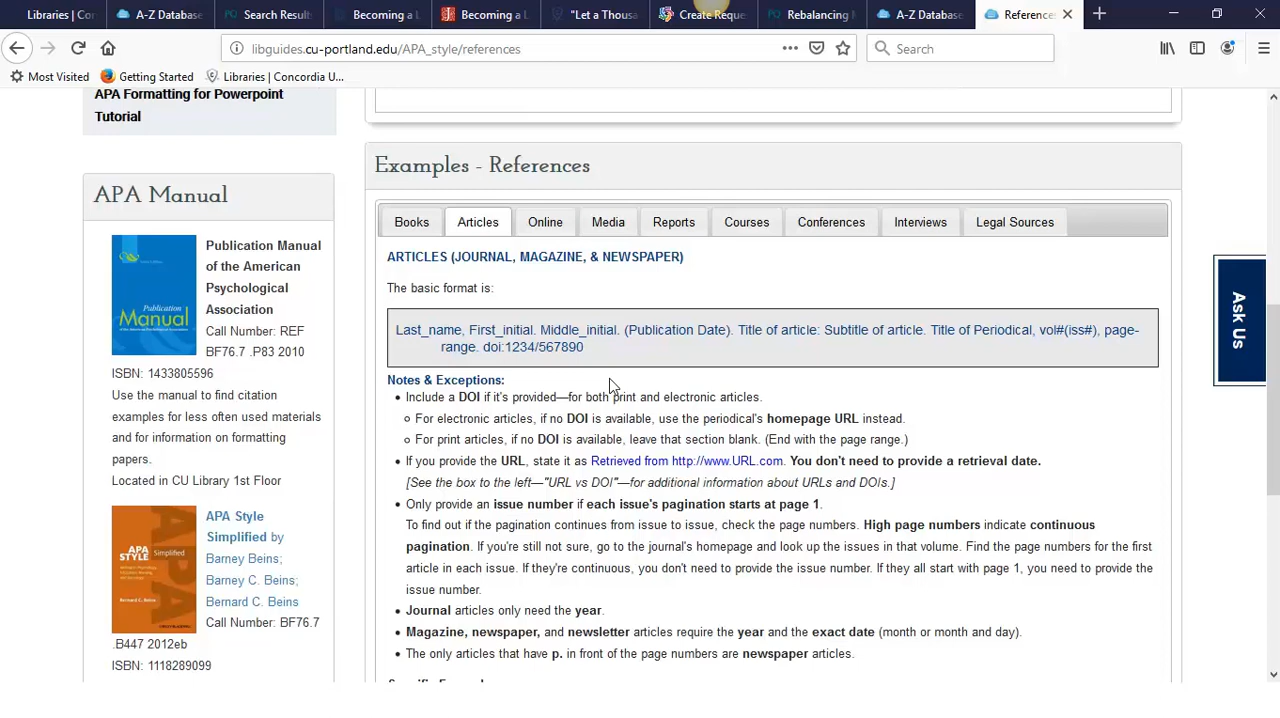 Libraries | Con
A-Z Database
Search Result
Becoming a L
Becoming a L
"Let a Thousa
Create Reque
Rebalancing M
A-Z Database
References
libguides.cu-portland.edu/APA_style/references
Search
Most Visited
Getting Started
Libraries | Concordia U...
APA Formatting for Powerpoint
Tutorial
APA Manual
Publication Manual
of the American
Psychological
Association
Call Number: REF
BF76.7 .P83 2010
ISBN: 1433805596
Use the manual to find citation
examples for less often used materials
and for information on formatting
papers.
Located in CU Library 1st Floor
Publication
Manual
APA Style
Simplified by
Barney Beins;
Barney C. Beins;
Bernard C. Beins
Call Number: BF76.7
.B447 2012eb
ISBN: 1118289099
APA
STYLE Simplified
Bernard C. Beins
Examples - References
Books
Articles
Online
Media
Reports
Courses
Conferences
Interviews
Legal Sources
ARTICLES (JOURNAL, MAGAZINE, & NEWSPAPER)
The basic format is:
Last_name, First_initial. Middle_initial. (Publication Date). Title of article: Subtitle of article. Title of Periodical, vol#(iss#), page-
range. doi:1234/567890
Notes & Exceptions:
• Include a DOI if it's provided—for both print and electronic articles.
o For electronic articles, if no DOI is available, use the periodical's homepage URL instead.
o For print articles, if no DOI is available, leave that section blank. (End with the page range.)
• If you provide the URL, state it as Retrieved from http://www.URL.com. You don't need to provide a retrieval date.
[See the box to the left—"URL vs DOI"—for additional information about URLs and DOIs.]
• Only provide an issue number if each issue's pagination starts at page 1.
To find out if the pagination continues from issue to issue, check the page numbers. High page numbers indicate continuous
pagination. If you're still not sure, go to the journal's homepage and look up the issues in that volume. Find the page numbers for the first
article in each issue. If they're continuous, you don't need to provide the issue number. If they all start with page 1, you need to provide the
issue number.
• Journal articles only need the year.
• Magazine, newspaper, and newsletter articles require the year and the exact date (month or month and day).
• The only articles that have p. in front of the page numbers are newspaper articles.
Ask Us